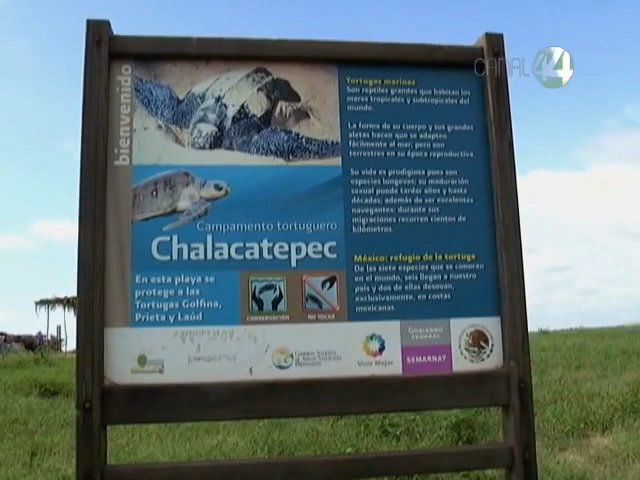 CANAL 44
bienvenido
Tortugas marinas
Son reptiles grandes que habitan los
mares tropicales y subtropicales del
mundo.
La forma de su cuerpo y sus grandes
aletas hacen que se adapten
fácilmente al mar; pero son
terrestres en su época reproductiva.
Su vida es prodigiosa pues son
especies longevas; su maduración
sexual puede tardar años y hasta
décadas; además de ser excelentes
navegantes: durante sus
migraciones recorren cientos de
kilómetros.
Campamento tortuguero
Chalacatepec
México: refugio de la tortuga
De las siete especies que se conocen
en el mundo, seis llegan a nuestro
país y dos de ellas desovan,
exclusivamente, en costas
mexicanas.
En esta playa se
protege a las
Tortugas Golfina,
Prieta y Laúd
CONSERVACIÓN
NO TOCAR
Comisión Nacional
de Áreas Naturales
Protegidas
Vivir Mejor
GOBIERNO
FEDERAL
SEMARNAT